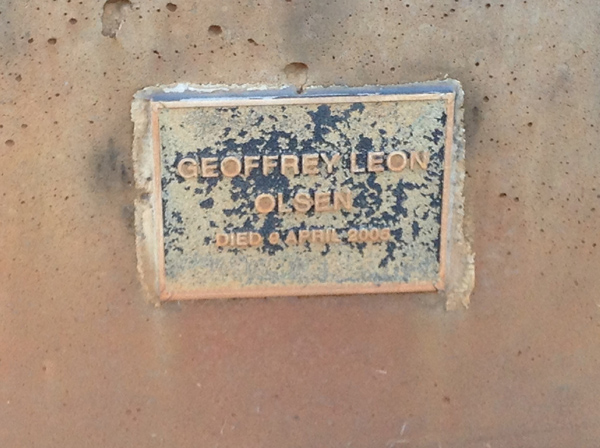 GEOFFREY LEON
OLSEN
DIED 6 APRIL 2005